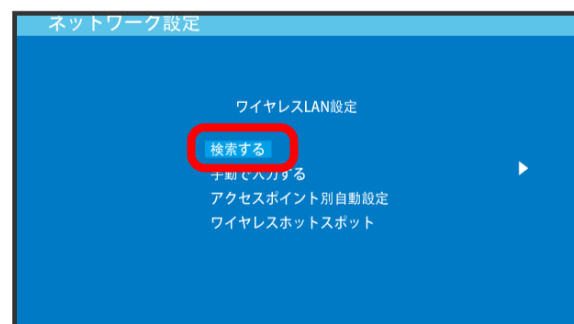 ネットワーク設定
ワイヤレスLAN設定
検索する
手動で入力する
アクセスポイント別自動設定
ワイヤレスホットスポット